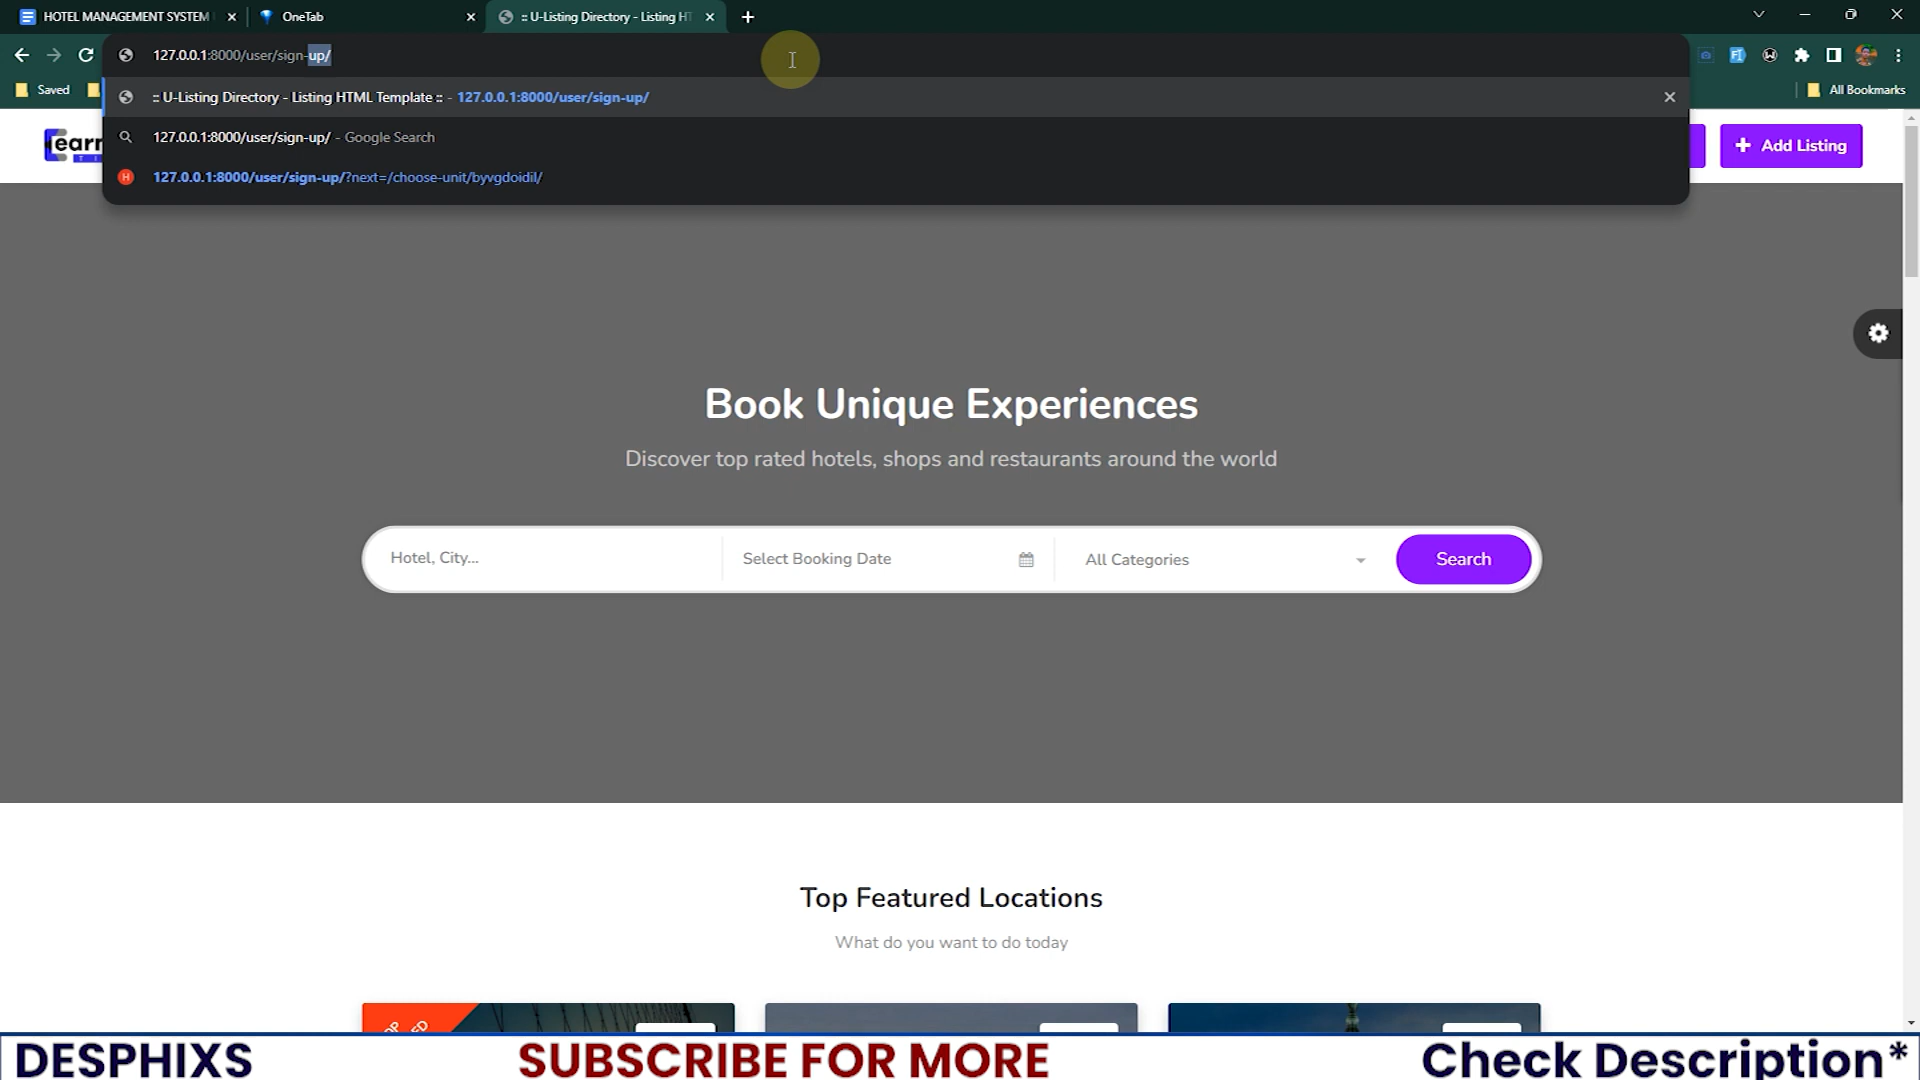 HOTEL MANAGEMENT SYSTEM
OneTab
:: U-Listing Directory - Listing HT
127.0.0.1:8000/user/sign-up/
Saved
:: U-Listing Directory - Listing HTML Template :: - 127.0.0.1:8000/user/sign-up/
All Bookmarks
127.0.0.1:8000/user/sign-up/ - Google Search
H 127.0.0.1:8000/user/sign-up/?next=/choose-unit/byvgdoidil/
+ Add Listing
Book Unique Experiences
Discover top rated hotels, shops and restaurants around the world
Hotel, City...
Select Booking Date
All Categories
Search
Top Featured Locations
What do you want to do today
DESPHIXS
SUBSCRIBE FOR MORE
Check Description*